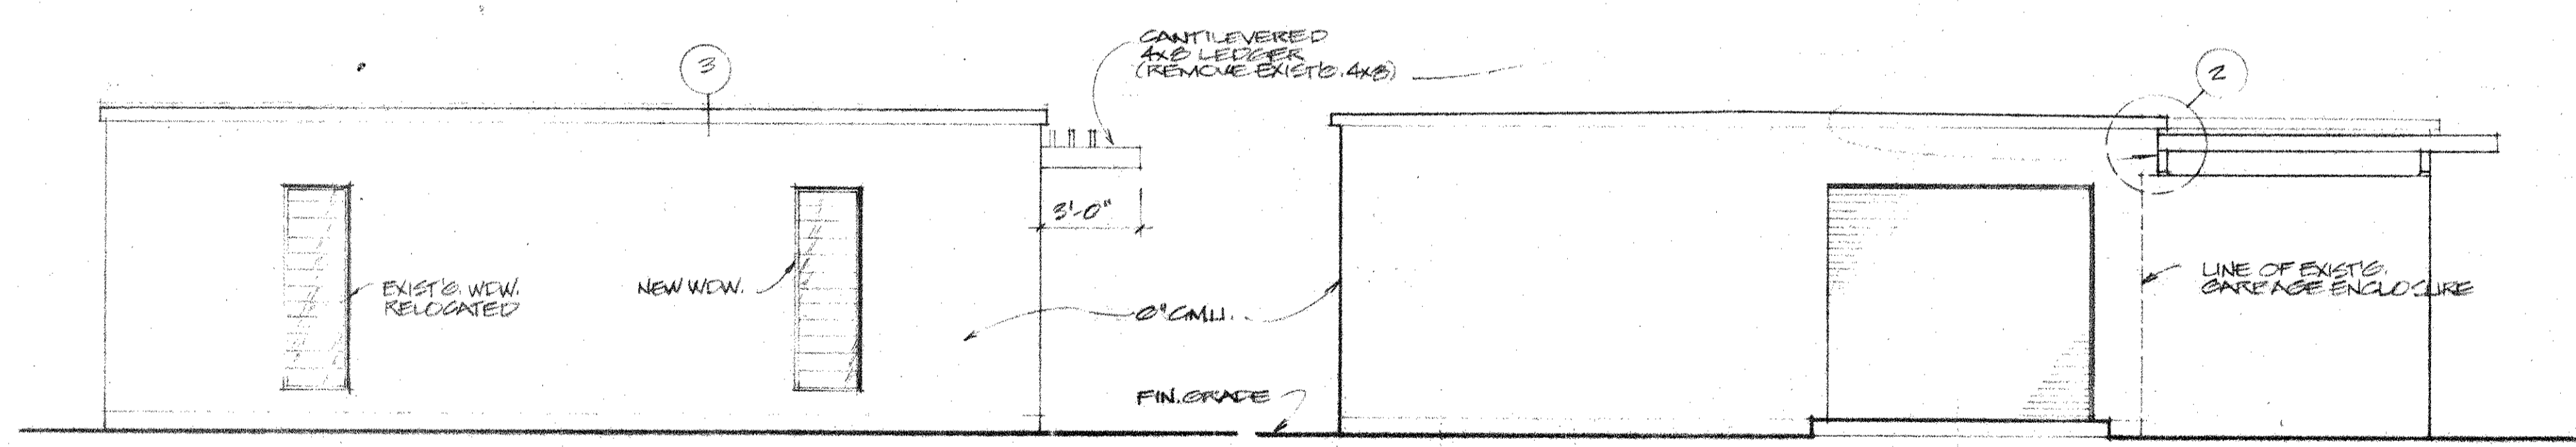 3
CANTILEVERED
4x8 LEDGER
(REMOVE EXIST'G. 4x8)
2
3'-0"
EXIST'G. WDW.
RELOCATED
NEW WDW.
8" C.M.U.
FIN. GRADE
LINE OF EXIST'G.
GARAGE ENCLOSURE